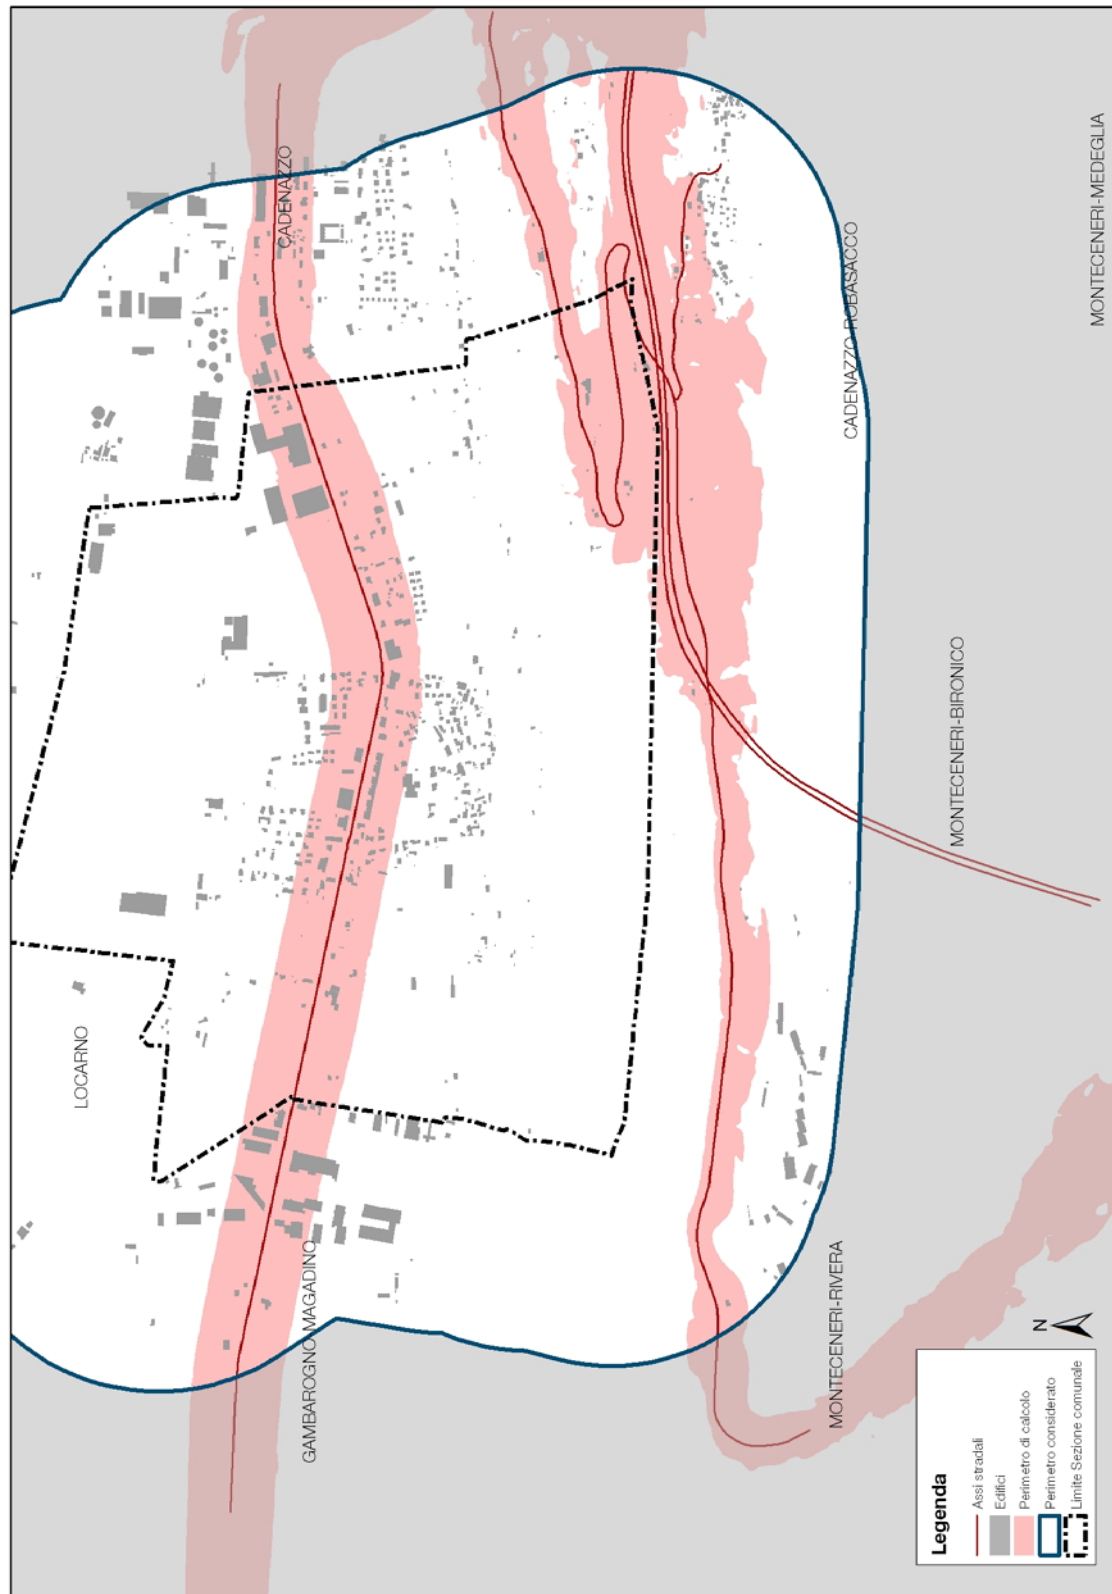 CADENAZZO
LOCARNO
GAMBAROGNO MAGADINO
CADENAZZO-ROBASACCO
MONTECENERI-MEDEGLIA
MONTECENERI-BIRONICO
MONTECENERI-RIVERA
N
Legenda
Assi stradali
Edifici
Perimetro di calcolo
Perimetro considerato
Limite Sezione comunale